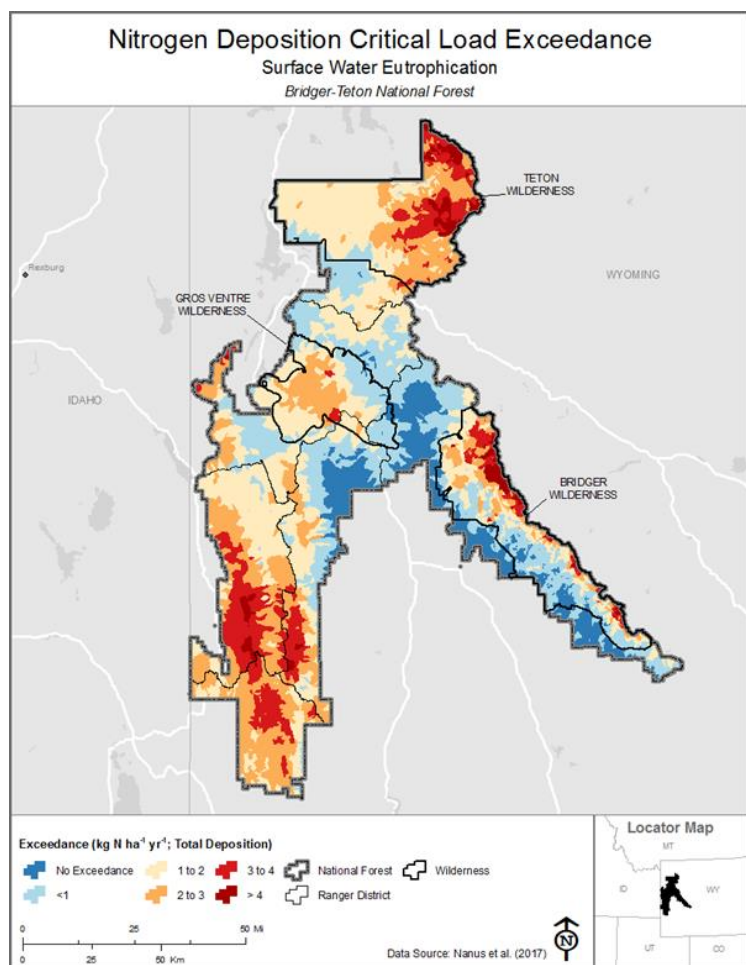 Nitrogen Deposition Critical Load Exceedance
Surface Water Eutrophication
Bridger-Teton National Forest
TETON
WILDERNESS
Rexburg
WYOMING
GROS VENTRE
WILDERNESS
IDAHO
BRIDGER
WILDERNESS
Exceedance (kg N ha⁻¹ yr⁻¹; Total Deposition)
No Exceedance
1 to 2
3 to 4
National Forest
Wilderness
<1
2 to 3
> 4
Ranger District
0 25 50 Mi
0 25 50 Km
N
Data Source: Nanus et al. (2017)
Locator Map
MT
ID
WY
UT
CO